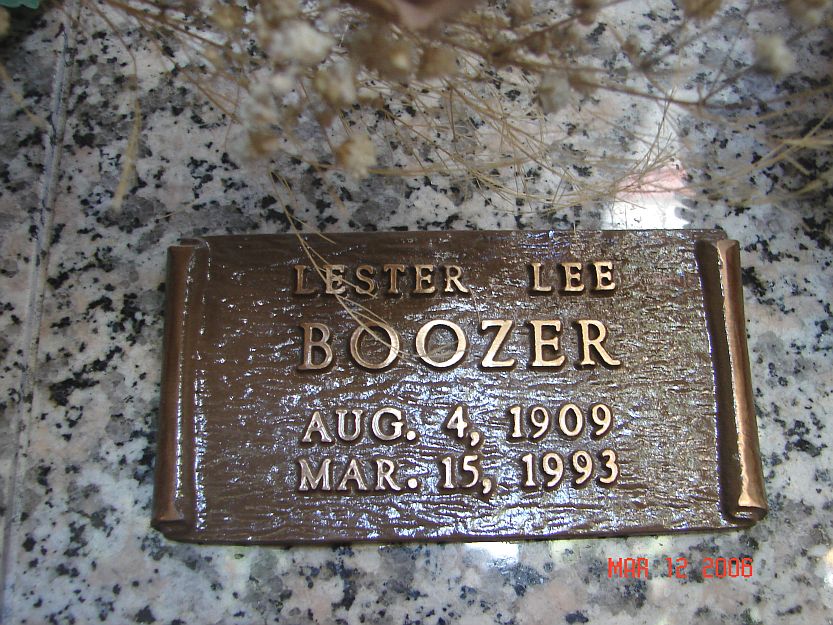 LESTER LEE
BOOZER
AUG. 4, 1909
MAR. 15, 1993
MAR 12 2006